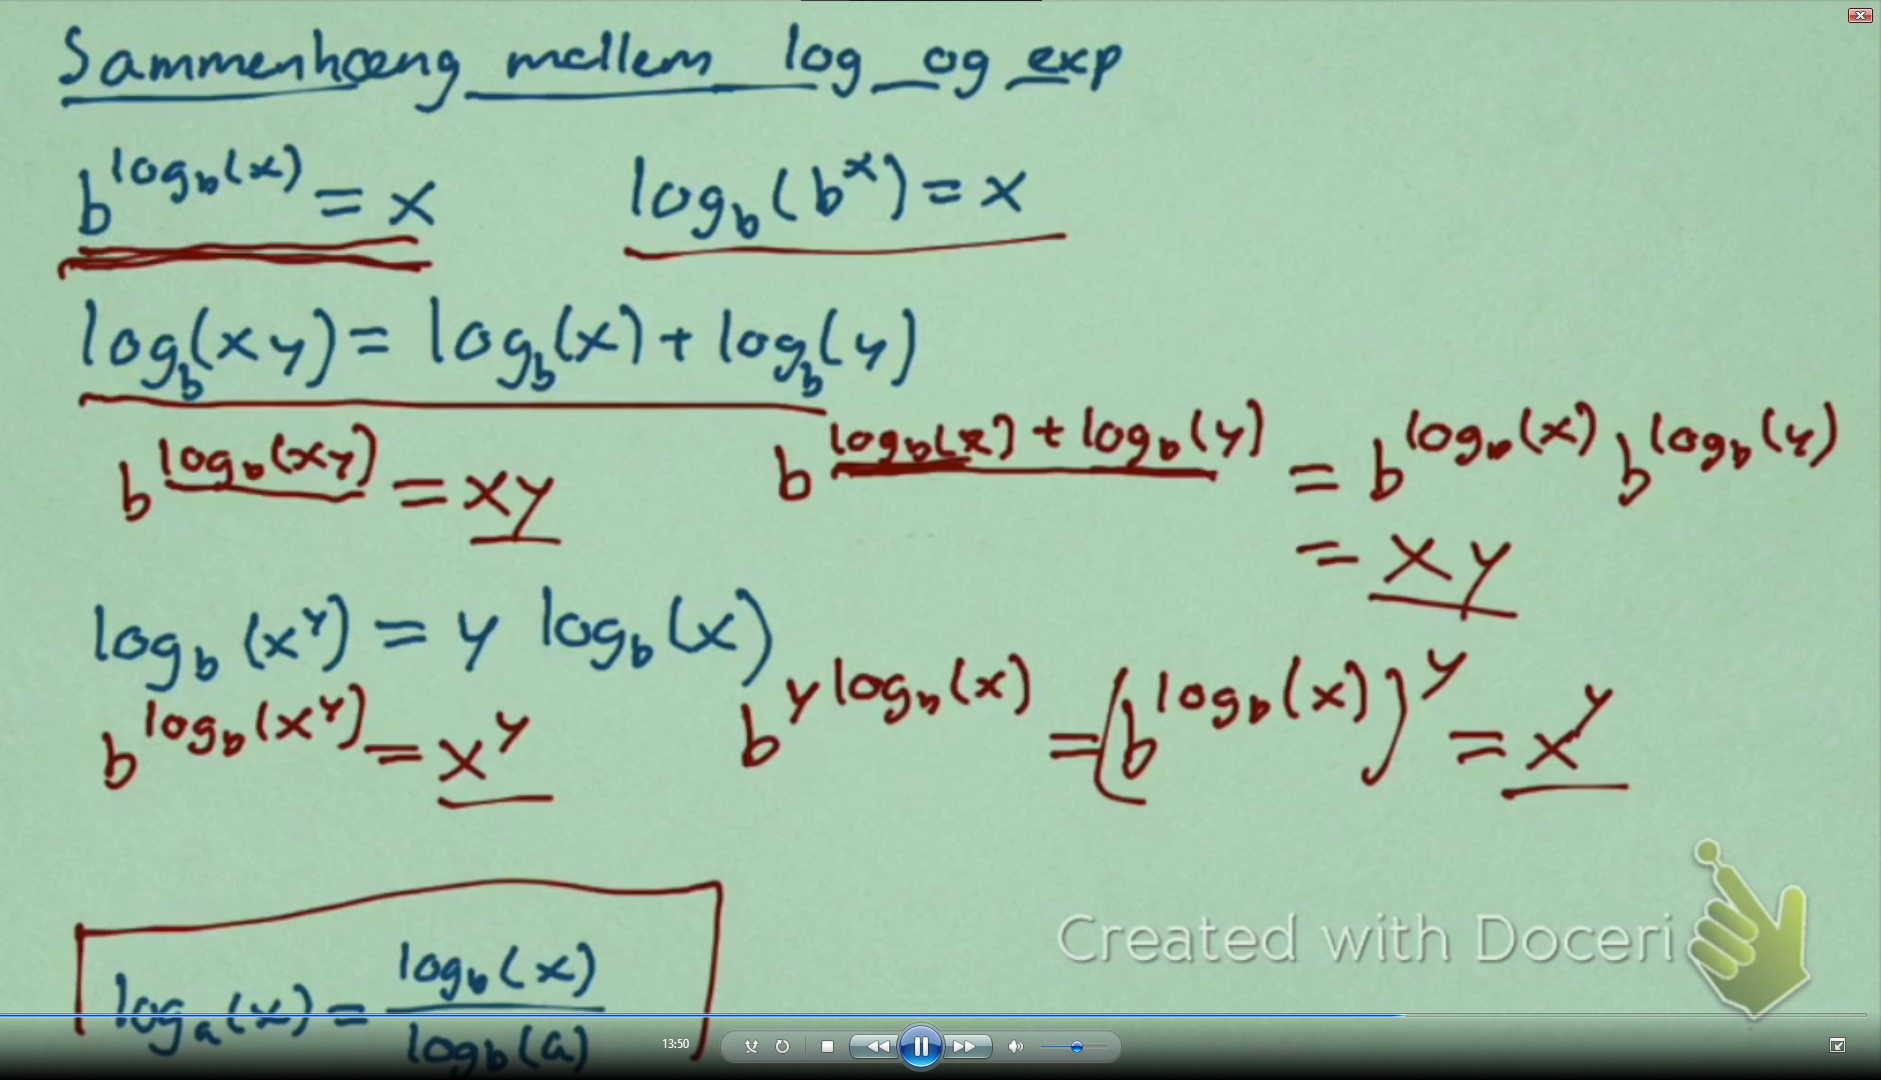 Sammenhæng mellem log og exp
b^{log_b(x)} = x    log_b(b^x) = x
log_b(xy) = log_b(x) + log_b(y)
b^{log_b(xy)} = xy    b^{log_b(x) + log_b(y)} = b^{log_b(x)} b^{log_b(y)}
= xy
log_b(x^y) = y log_b(x)
b^{log_b(x^y)} = x^y    b^{y log_b(x)} = (b^{log_b(x)})^y = x^y
Created with Doceri
log_a(x) = \frac{log_b(x)}{log_b(a)}
13:50